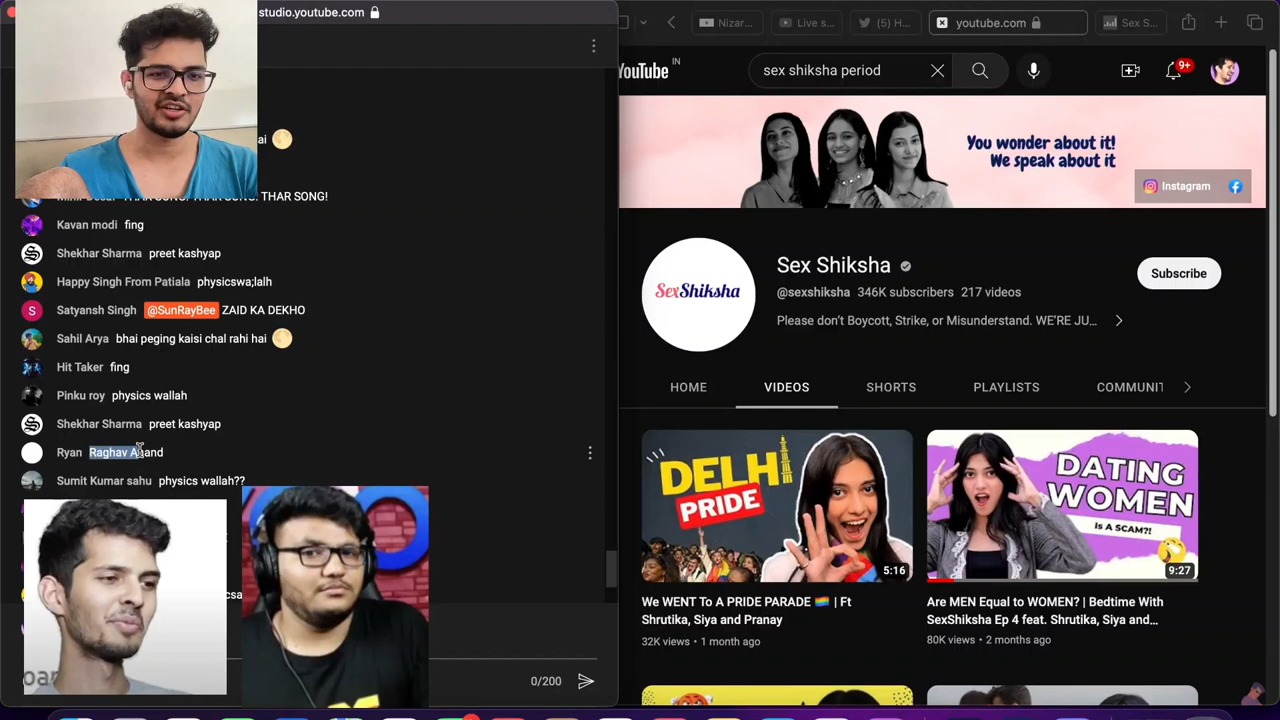 studio.youtube.com
Nizar...
Live s...
(5) H...
youtube.com
Sex S...
YouTube
IN
sex shiksha period
9+
You wonder about it!
We speak about it
Instagram
ai
THAR SONG!
Kavan modi fing
Shekhar Sharma preet kashyap
Happy Singh From Patiala physicswa;lalh
S
Satyansh Singh @SunRayBee ZAID KA DEKHO
Sahil Arya bhai peging kaisi chal rahi hai
Hit Taker fing
Pinku roy physics wallah
Shekhar Sharma preet kashyap
Ryan Raghav Anand
Sumit Kumar sahu physics wallah??
0/200
SexShiksha
Sex Shiksha
@sexshiksha 346K subscribers 217 videos
Please don't Boycott, Strike, or Misunderstand. WE'RE JU...
Subscribe
HOME
VIDEOS
SHORTS
PLAYLISTS
COMMUNIT
DELHI
PRIDE
5:16
DATING
WOMEN
Is A SCAM?!
9:27
We WENT To A PRIDE PARADE 🏳️‍🌈 | Ft
Shrutika, Siya and Pranay
32K views • 1 month ago
Are MEN Equal to WOMEN? | Bedtime With
SexShiksha Ep 4 feat. Shrutika, Siya and...
80K views • 2 months ago